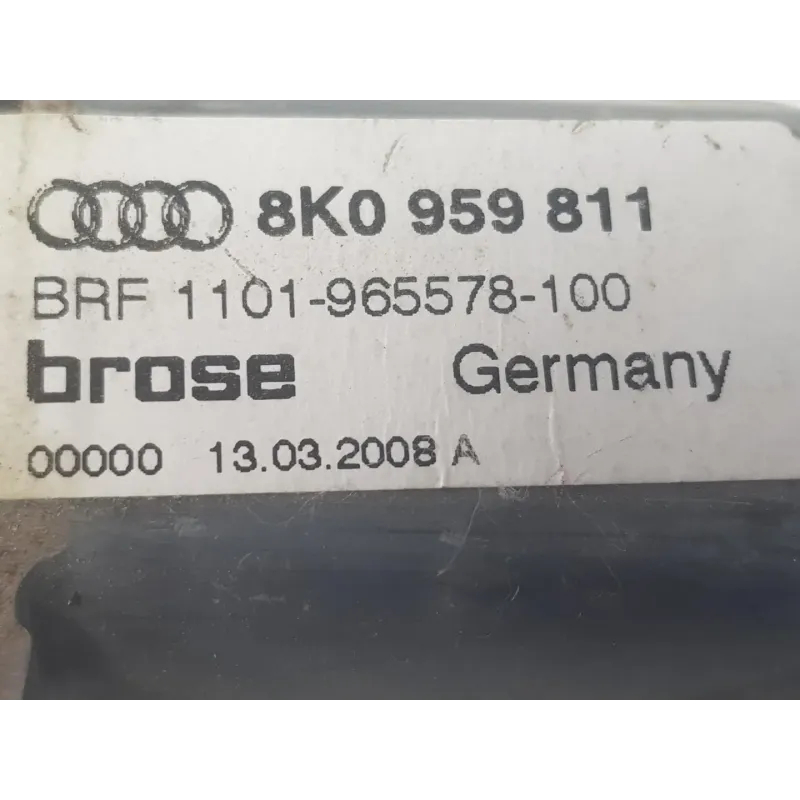 8K0 959 811
BRF 1101-965578-100
brose Germany
00000 13.03.2008 A